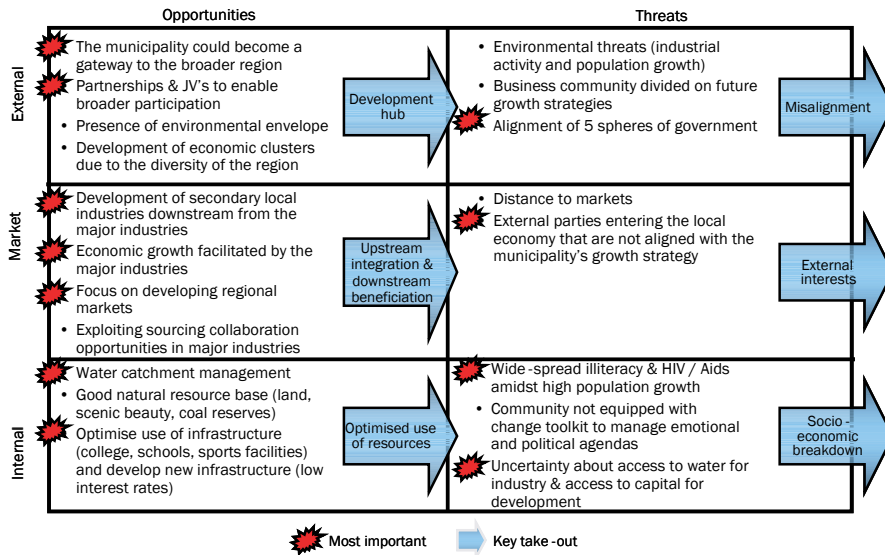 Opportunities
Threats
External
The municipality could become a
gateway to the broader region
Partnerships & JV's to enable
broader participation
• Presence of environmental envelope
• Development of economic clusters
due to the diversity of the region
Development
hub
• Environmental threats (industrial
activity and population growth)
• Business community divided on future
growth strategies
Alignment of 5 spheres of government
Misalignment
Market
Development of secondary local
industries downstream from the
major industries
Economic growth facilitated by the
major industries
Focus on developing regional
markets
• Exploiting sourcing collaboration
opportunities in major industries
Upstream
integration &
downstream
beneficiation
• Distance to markets
External parties entering the local
economy that are not aligned with the
municipality's growth strategy
External
interests
Internal
Water catchment management
• Good natural resource base (land,
scenic beauty, coal reserves)
Optimise use of infrastructure
(college, schools, sports facilities)
and develop new infrastructure (low
interest rates)
Optimised use
of resources
Wide-spread illiteracy & HIV / Aids
amidst high population growth
• Community not equipped with
change toolkit to manage emotional
and political agendas
Uncertainty about access to water for
industry & access to capital for
development
Socio-
economic
breakdown
Most important
Key take-out